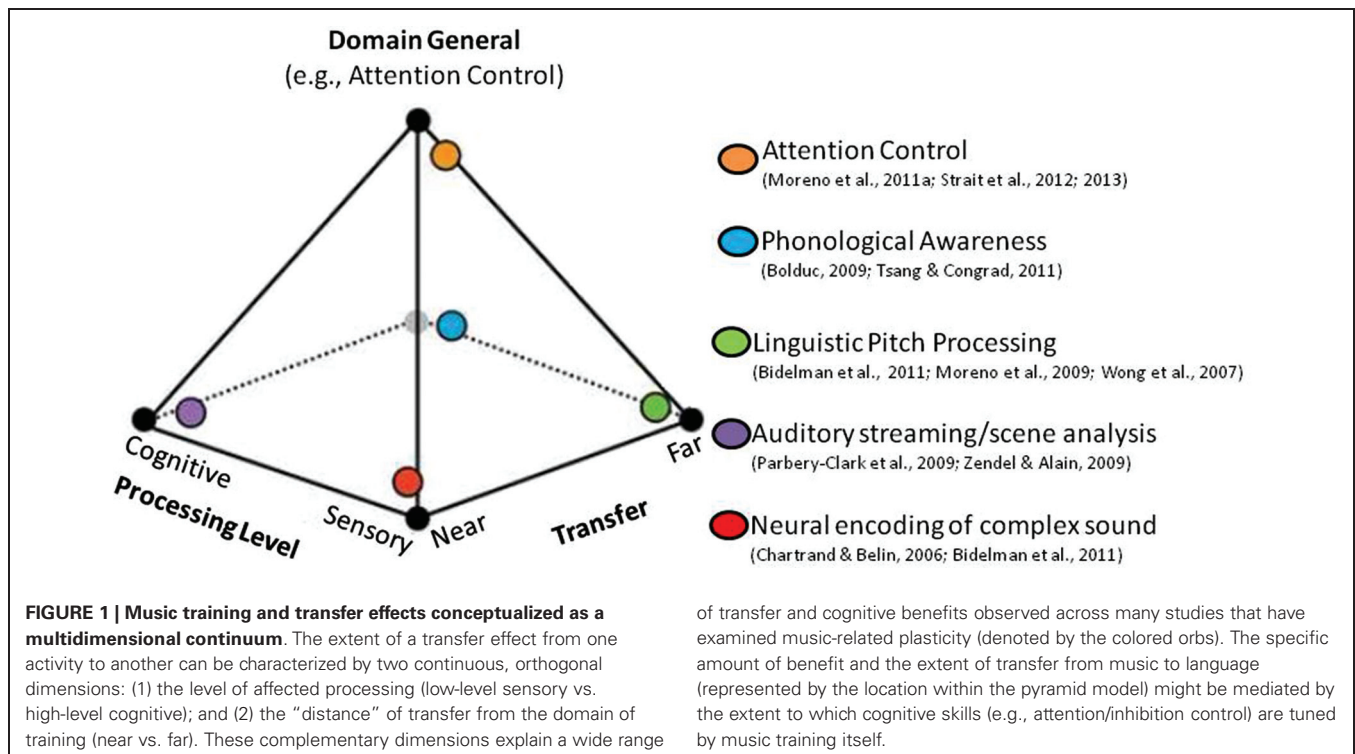 Domain General
(e.g., Attention Control)
Attention Control
(Moreno et al., 2011a; Strait et al., 2012; 2013)
Phonological Awareness
(Bolduc, 2009; Tsang & Congrad, 2011)
Linguistic Pitch Processing
(Bidelman et al., 2011; Moreno et al., 2009; Wong et al., 2007)
Auditory streaming/scene analysis
(Parbery-Clark et al., 2009; Zendel & Alain, 2009)
Neural encoding of complex sound
(Chartrand & Belin, 2006; Bidelman et al., 2011)
Cognitive
Processing Level
Sensory
Near
Transfer
Far
FIGURE 1 | Music training and transfer effects conceptualized as a
multidimensional continuum. The extent of a transfer effect from one
activity to another can be characterized by two continuous, orthogonal
dimensions: (1) the level of affected processing (low-level sensory vs.
high-level cognitive); and (2) the “distance” of transfer from the domain of
training (near vs. far). These complementary dimensions explain a wide range
of transfer and cognitive benefits observed across many studies that have
examined music-related plasticity (denoted by the colored orbs). The specific
amount of benefit and the extent of transfer from music to language
(represented by the location within the pyramid model) might be mediated by
the extent to which cognitive skills (e.g., attention/inhibition control) are tuned
by music training itself.